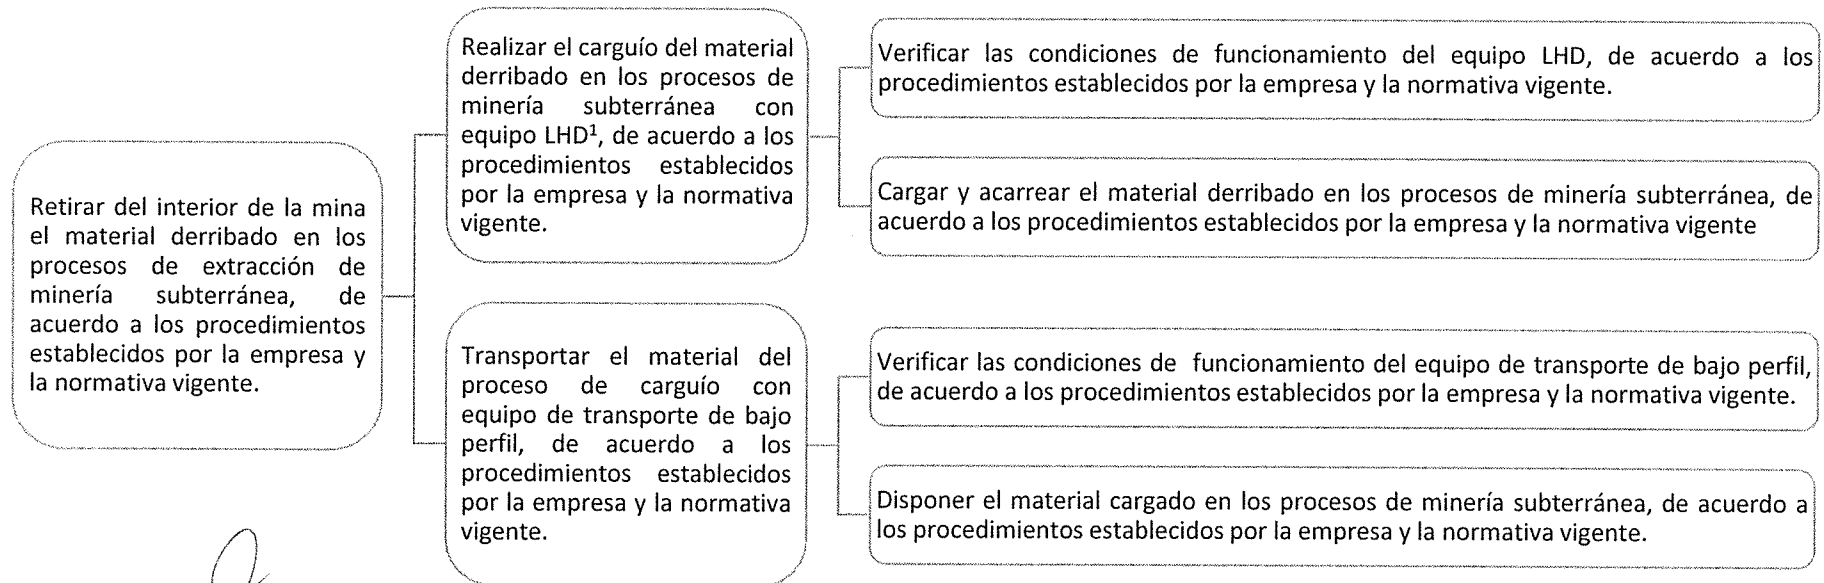 Retirar del interior de la mina
el material derribado en los
procesos de extracción de
minería subterránea, de
acuerdo a los procedimientos
establecidos por la empresa y
la normativa vigente.
Realizar el carguío del material
derribado en los procesos de
minería subterránea con
equipo LHD¹, de acuerdo a los
procedimientos establecidos
por la empresa y la normativa
vigente.
Verificar las condiciones de funcionamiento del equipo LHD, de acuerdo a los
procedimientos establecidos por la empresa y la normativa vigente.
Cargar y acarrear el material derribado en los procesos de minería subterránea, de
acuerdo a los procedimientos establecidos por la empresa y la normativa vigente
Transportar el material del
proceso de carguío con
equipo de transporte de bajo
perfil, de acuerdo a los
procedimientos establecidos
por la empresa y la normativa
vigente.
Verificar las condiciones de funcionamiento del equipo de transporte de bajo perfil,
de acuerdo a los procedimientos establecidos por la empresa y la normativa vigente.
Disponer el material cargado en los procesos de minería subterránea, de acuerdo a
los procedimientos establecidos por la empresa y la normativa vigente.